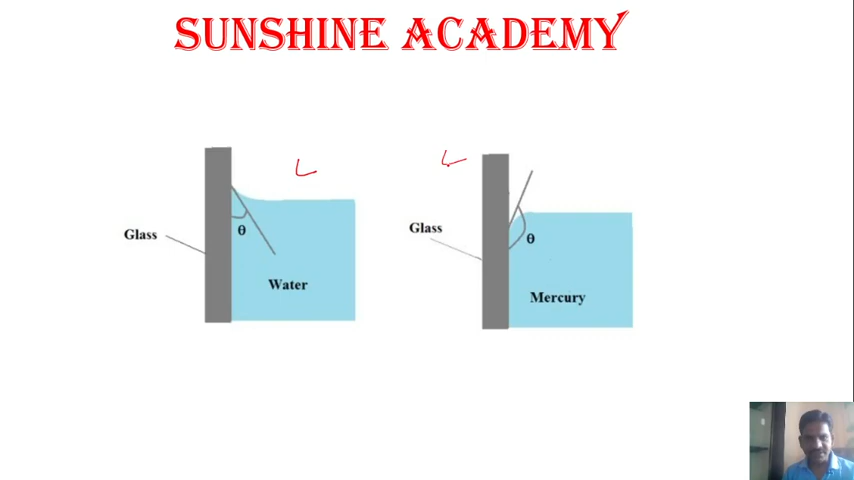 SUNSHINE ACADEMY
Glass
θ
Water
Glass
θ
Mercury